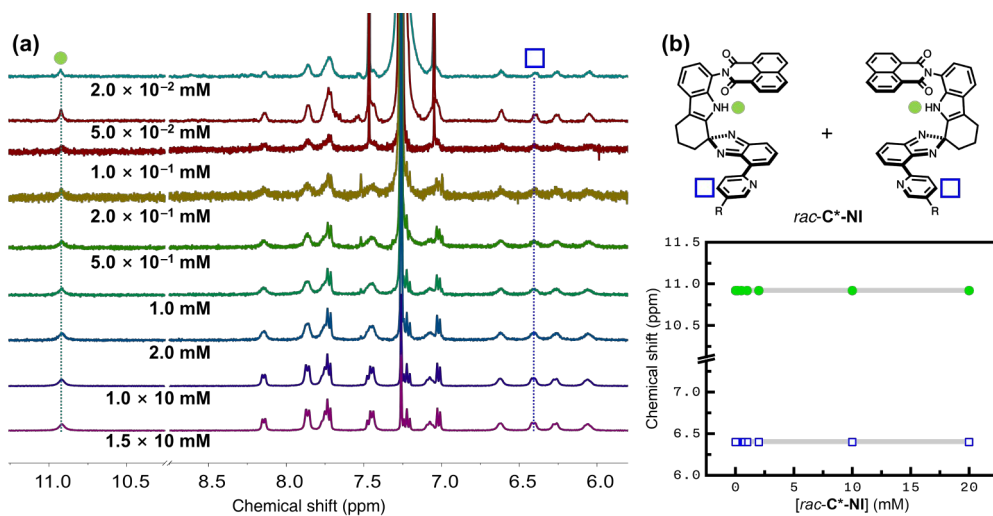 (a)
2.0 × 10−2 mM
5.0 × 10−2 mM
1.0 × 10−1 mM
2.0 × 10−1 mM
5.0 × 10−1 mM
1.0 mM
2.0 mM
1.0 × 10 mM
1.5 × 10 mM
11.0 10.5 8.5 8.0 7.5 7.0 6.5 6.0
Chemical shift (ppm)
(b)
O O
N N
O O
NH HN
+
N N
N N
N N
R R
rac-C*-NI
11.5
10.5
7.0
6.5
6.0
Chemical shift (ppm)
0 5 10 15 20
[rac-C*-NI] (mM)